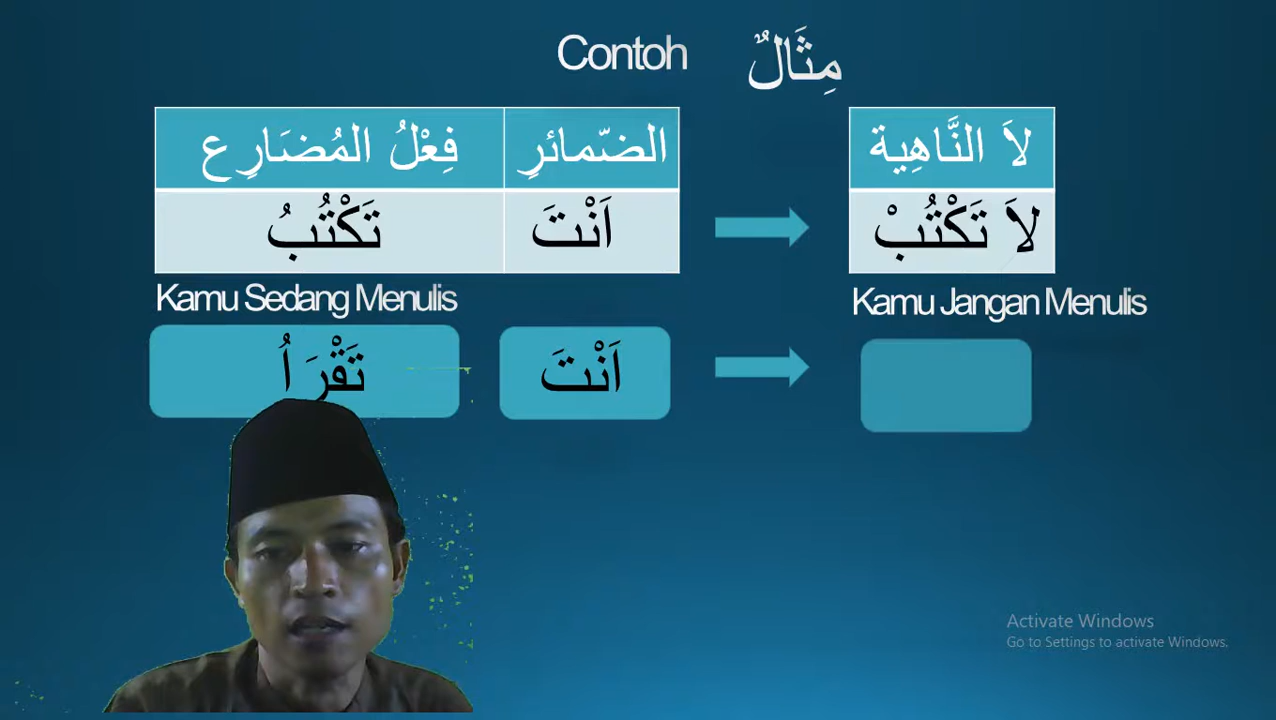 Contoh مِثَالٌ
فِعْلُ المُضَارِع الضّمائرِ لاَ النَّاهِية
تَكْتُبُ اَنْتَ لاَ تَكْتُبْ
Kamu Sedang Menulis Kamu Jangan Menulis
تَقْرَ اُ اَنْتَ
Activate Windows
Go to Settings to activate Windows.